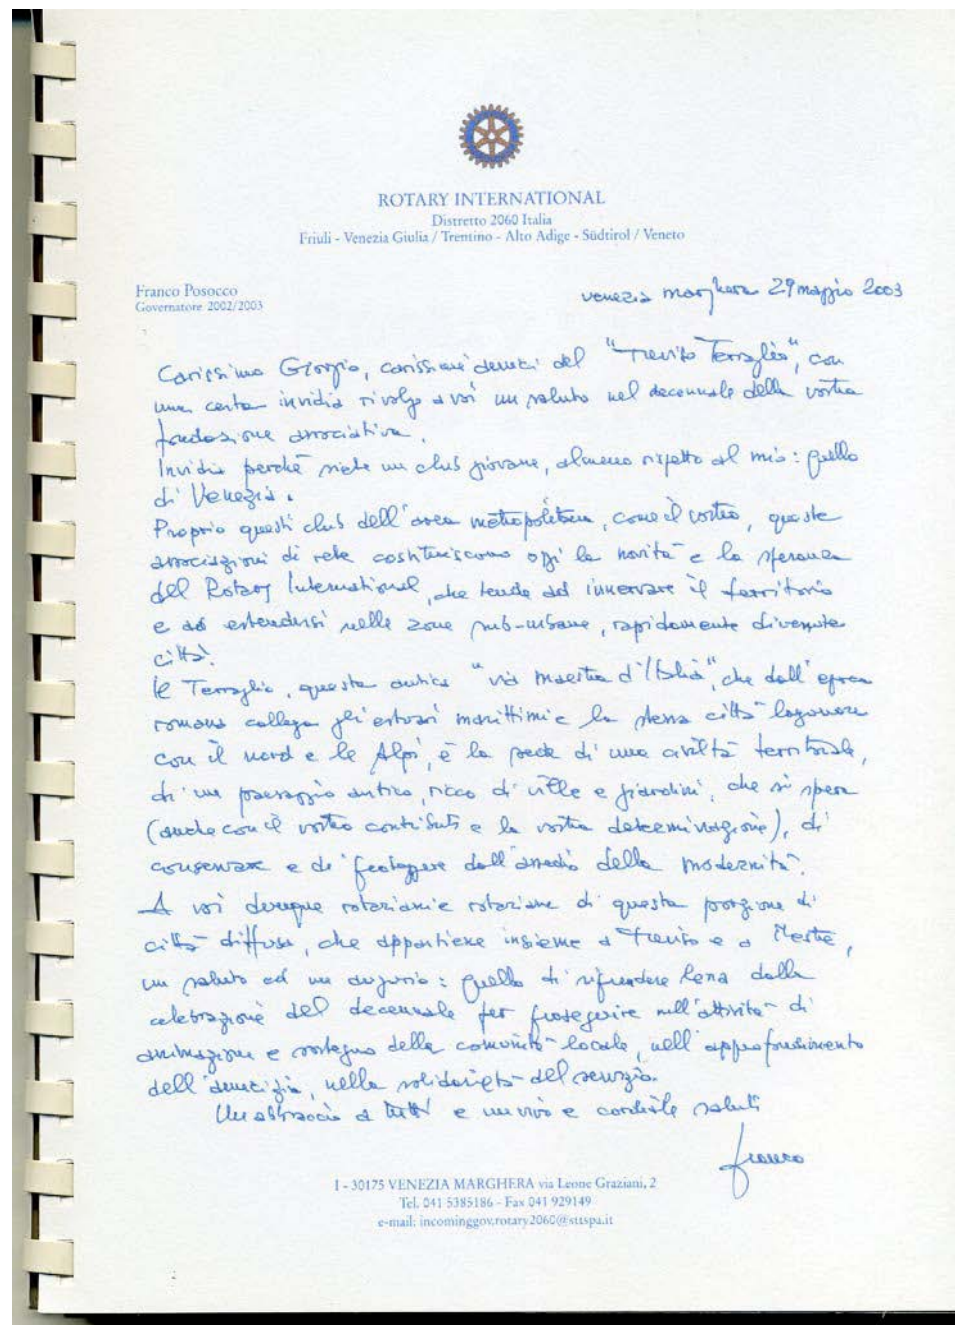 ROTARY INTERNATIONAL
Distretto 2060 Italia
Friuli - Venezia Giulia / Trentino - Alto Adige - Südtirol / Veneto
Franco Posocco
Governatore 2002/2003
venezia marghera 29 maggio 2003
Carissimo Giorgio, carissimi amici del "Treviso Terraglio", con
una certa invidia rivolgo a voi un saluto nel decennale della vostra
fondazione associativa.
Invidia perché siete un club giovane, almeno rispetto al mio: quello
di Venezia.
Proprio questi club dell'area metropolitana, come il vostro, queste
associazioni di rete costituiscono oggi la novità e la speranza
del Rotary International, che tende ad innervare il territorio
e ad estendersi nelle zone sub-urbane, rapidamente divenute
città.
Il Terraglio, questa antica "via maestra d'Italia", che dall'epoca
romana collega gli estuari marittimi e la stessa città lagunare
con il nord e le Alpi, è la sede di una civiltà territoriale,
di un paesaggio antico, ricco di ville e giardini, che si spera
(anche con il vostro contributo e la vostra determinazione), di
conservare e di proteggere dall'assedio della modernità.
A voi dunque rotariani e rotariane di questa porzione di
città diffusa, che appartiene insieme a Treviso e a Mestre,
un saluto ed un augurio: quello di riprendere lena dalla
celebrazione del decennale per proseguire nell'attività di
animazione e sostegno della comunità locale, nell'approfondimento
dell'amicizia, nella solidarietà del servizio.
Un abbraccio a tutti e un vivo e cordiale saluto
franco
I - 30175 VENEZIA MARGHERA via Leone Graziani, 2
Tel. 041 5385186 - Fax 041 929149
e-mail: incominggov.rotary2060@sttspa.it